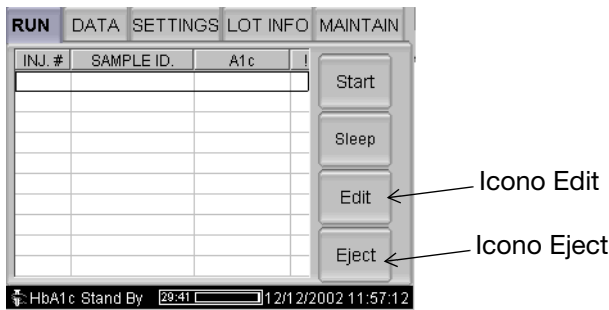 RUN DATA SETTINGS LOT INFO MAINTAIN
INJ. # SAMPLE ID. A1c !
Start
Sleep
Edit
Eject
Icono Edit
Icono Eject
HbA1c Stand By 29:41 12/12/2002 11:57:12